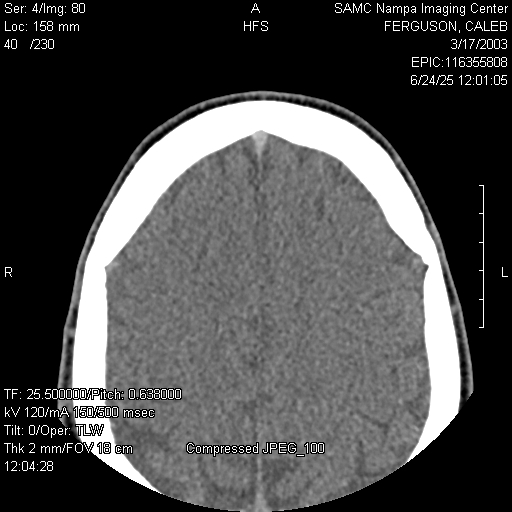 Ser: 4/Img: 80
Loc: 158 mm
40 /230
A
HFS
SAMC Nampa Imaging Center
FERGUSON, CALEB
3/17/2003
EPIC:116355808
6/24/25 12:01:05
R
L
TF: 25.500000/Pitch: 0.638000
kV 120/mA 150/500 msec
Tilt: 0/Oper: TLW
Thk 2 mm/FOV 18 cm
12:04:28
Compressed JPEG_100